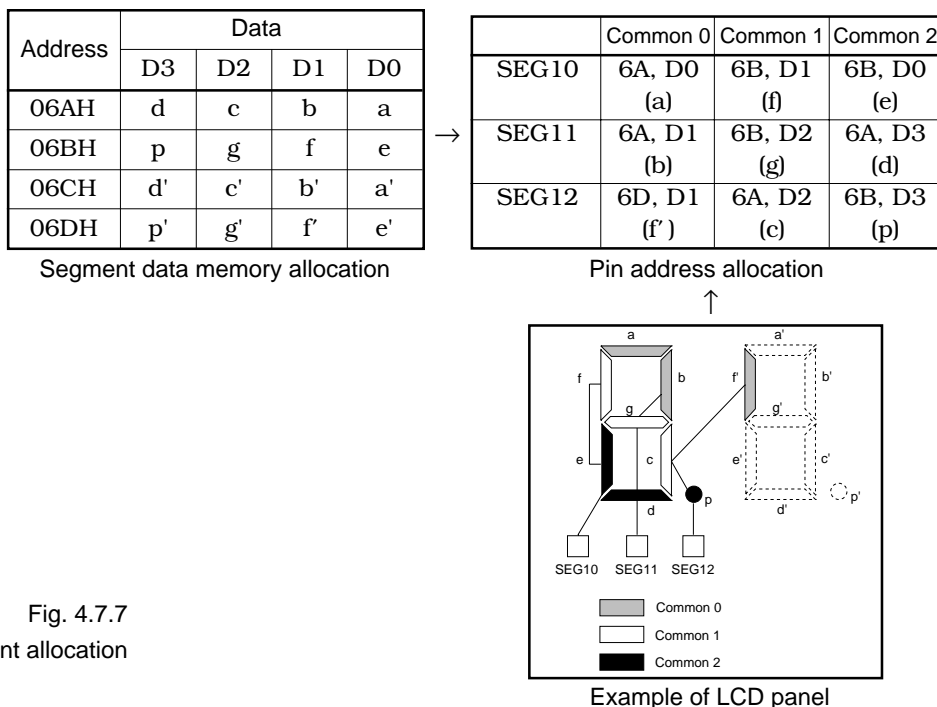 Address Data
D3 D2 D1 D0
06AH d c b a
06BH p g f e
06CH d' c' b' a'
06DH p' g' f′ e'
Segment data memory allocation
→
Common 0 Common 1 Common 2
SEG10 6A, D0 6B, D1 6B, D0
(a) (f) (e)
SEG11 6A, D1 6B, D2 6A, D3
(b) (g) (d)
SEG12 6D, D1 6A, D2 6B, D3
(f′ ) (c) (p)
Pin address allocation
↑
a a'
f b f' b'
g g'
e c e' c'
d p d' p'
SEG10 SEG11 SEG12
Common 0
Common 1
Common 2
Example of LCD panel
Fig. 4.7.7
nt allocation